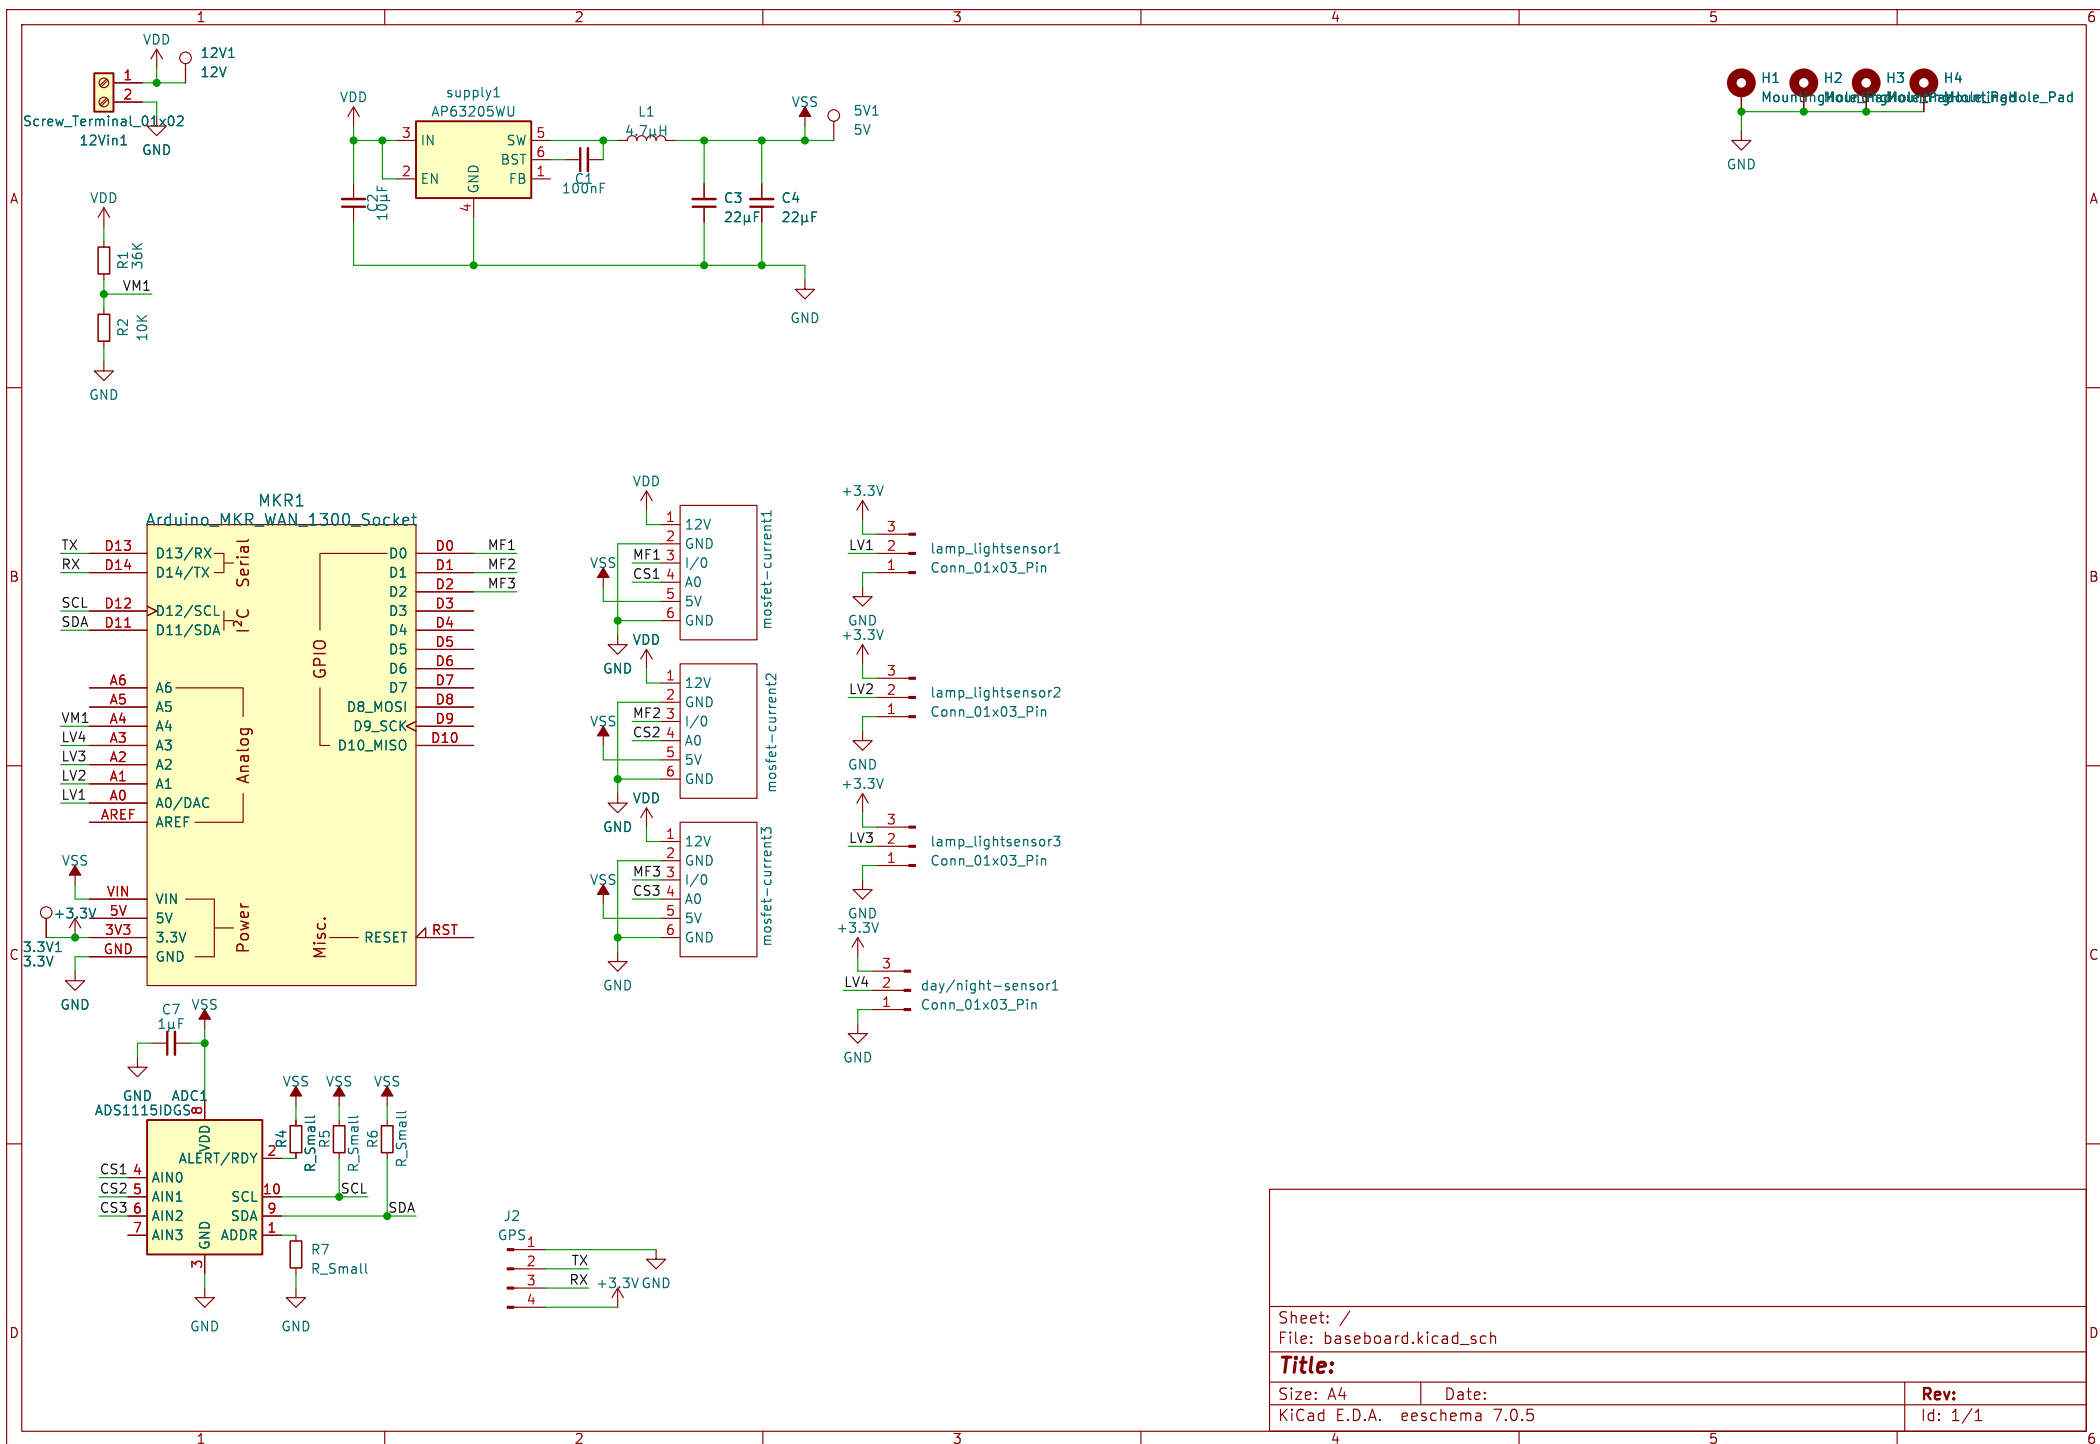 1 2 3 4 5 6
A B C D
VDD
12V1
12V
1
2
Screw_Terminal_01x02
12Vin1
GND
VDD
R1
36K
VM1
R2
10K
GND
VDD
supply1
AP63205WU
3 IN
2 EN
GND
4
SW 5
BST 6
FB 1
C2
10µF
C1
100nF
L1
4.7µH
C3
22µF
C4
22µF
VSS
5V1
5V
GND
H1
MountingHole_Pad
H2
MountingHole_Pad
H3
MountingHole_Pad
H4
MountingHole_Pad
GND
A
MKR1
Arduino_MKR_WAN_1300_Socket
TX D13 D13/RX
RX D14 D14/TX
Serial
SCL D12 D12/SCL
SDA D11 D11/SDA
I²C
A6 A6
A5 A5
VM1 A4 A4
LV4 A3 A3
LV3 A2 A2
LV2 A1 A1
LV1 A0 A0/DAC
AREF AREF
Analog
VSS
VIN VIN
5V 5V
+3.3V
3V3 3.3V
GND GND
3.3V1
3.3V
GND
Power
GPIO
D0 D0 MF1
D1 D1 MF2
D2 D2 MF3
D3 D3
D4 D4
D5 D5
D6 D6
D7 D7
D8_MOSI D8
D9_SCK D9
D10_MISO D10
Misc.
RESET RST
VDD
1 12V
2 GND
MF1 3 I/0
CS1 4 A0
5 5V
6 GND
VSS
GND
mosfet-current1
VDD
1 12V
2 GND
MF2 3 I/0
CS2 4 A0
5 5V
6 GND
VSS
GND
mosfet-current2
VDD
1 12V
2 GND
MF3 3 I/0
CS3 4 A0
5 5V
6 GND
VSS
GND
mosfet-current3
+3.3V
3
LV1 2
1
lamp_lightsensor1
Conn_01x03_Pin
GND
+3.3V
3
LV2 2
1
lamp_lightsensor2
Conn_01x03_Pin
GND
+3.3V
3
LV3 2
1
lamp_lightsensor3
Conn_01x03_Pin
GND
+3.3V
3
LV4 2
1
day/night-sensor1
Conn_01x03_Pin
GND
B
C
C7
1µF
VSS
GND
ADC1
ADS1115IDGS
8
VDD
ALERT/RDY 2
CS1 4 AIN0
CS2 5 AIN1
CS3 6 AIN2
7 AIN3
SCL 10
SDA 9
ADDR 1
GND
3
GND
VSS
R4
R_Small
VSS
R5
R_Small
VSS
R6
R_Small
SCL
SDA
R7
R_Small
GND
J2
GPS
1
2 TX
3 RX
4
+3.3V
GND
D
Sheet: /
File: baseboard.kicad_sch
Title:
Size: A4
Date:
Rev:
KiCad E.D.A. eeschema 7.0.5
Id: 1/1
1 2 3 4 5 6